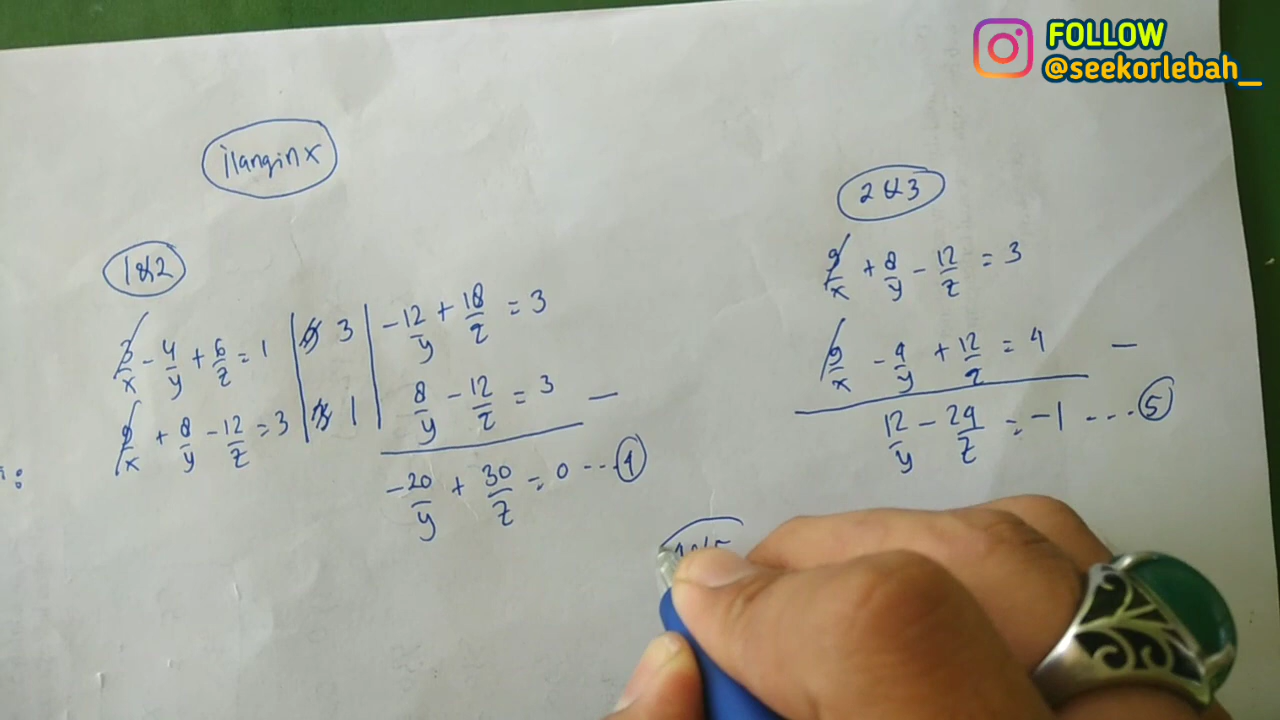 FOLLOW
@seekorlebah_
ilangin x
1&2
3/x - 4/y + 6/z = 1 | 3 | -12/y + 18/z = 3
9/x + 8/y - 12/z = 3 | 1 | 8/y - 12/z = 3 —
-20/y + 30/z = 0 ... 4
2&3
9/x + 8/y - 12/z = 3
9/x - 4/y + 12/z = 4 —
12/y - 24/z = -1 ... 5